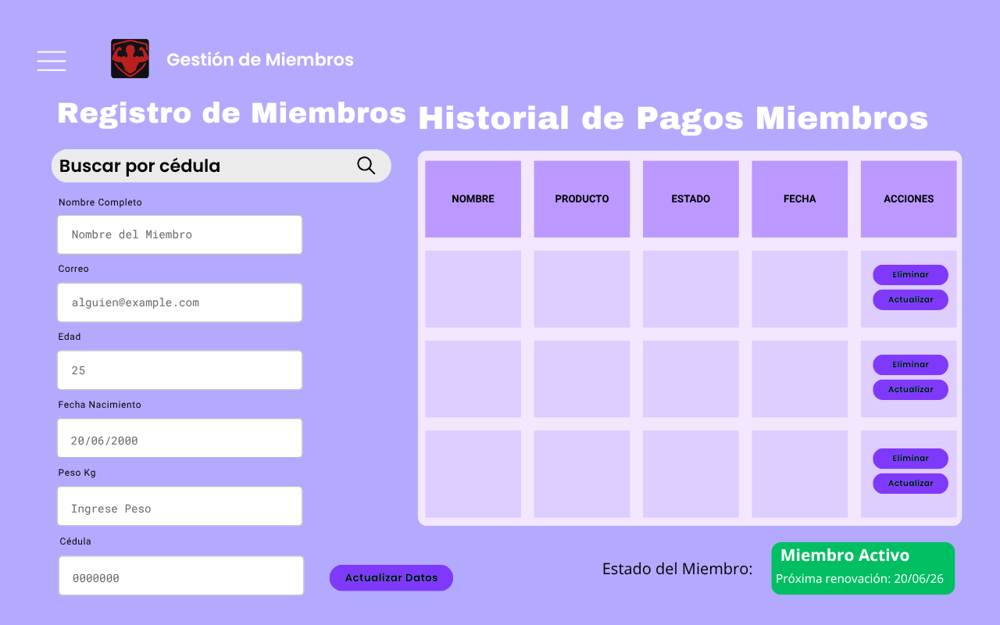 Gestión de Miembros
Registro de Miembros
Buscar por cédula
Nombre Completo
Nombre del Miembro
Correo
alguien@example.com
Edad
25
Fecha Nacimiento
20/06/2000
Peso Kg
Ingrese Peso
Cédula
0000000
Actualizar Datos
Historial de Pagos Miembros
NOMBRE PRODUCTO ESTADO FECHA ACCIONES
Eliminar
Actualizar
Eliminar
Actualizar
Eliminar
Actualizar
Estado del Miembro:
Miembro Activo
Próxima renovación: 20/06/26